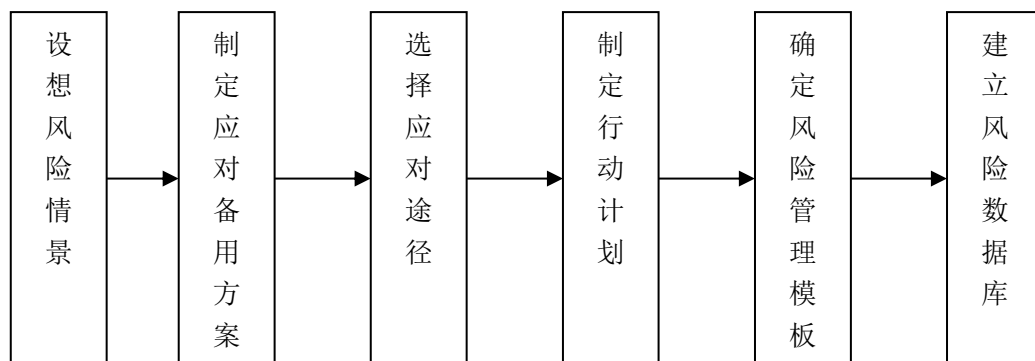 设想风险情景
制定应对备用方案
选择应对途径
制定行动计划
确定风险管理模板
建立风险数据库